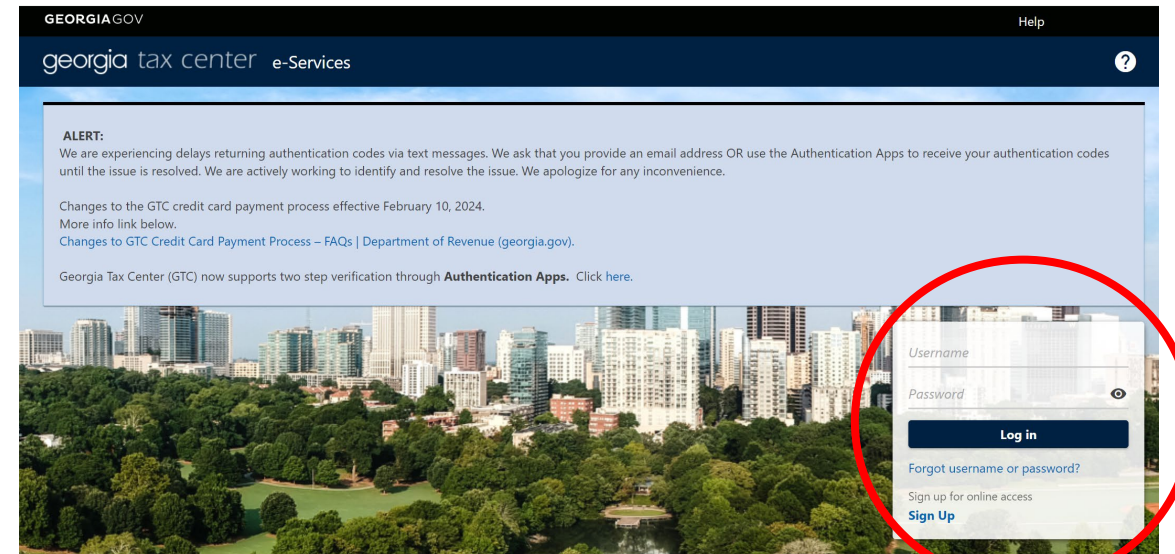 GEORGIAGOV
Help
georgia tax center e-Services
?
ALERT:
We are experiencing delays returning authentication codes via text messages. We ask that you provide an email address OR use the Authentication Apps to receive your authentication codes
until the issue is resolved. We are actively working to identify and resolve the issue. We apologize for any inconvenience.
Changes to the GTC credit card payment process effective February 10, 2024.
More info link below.
Changes to GTC Credit Card Payment Process – FAQs | Department of Revenue (georgia.gov).
Georgia Tax Center (GTC) now supports two step verification through Authentication Apps. Click here.
Username
Password
Log in
Forgot username or password?
Sign up for online access
Sign Up